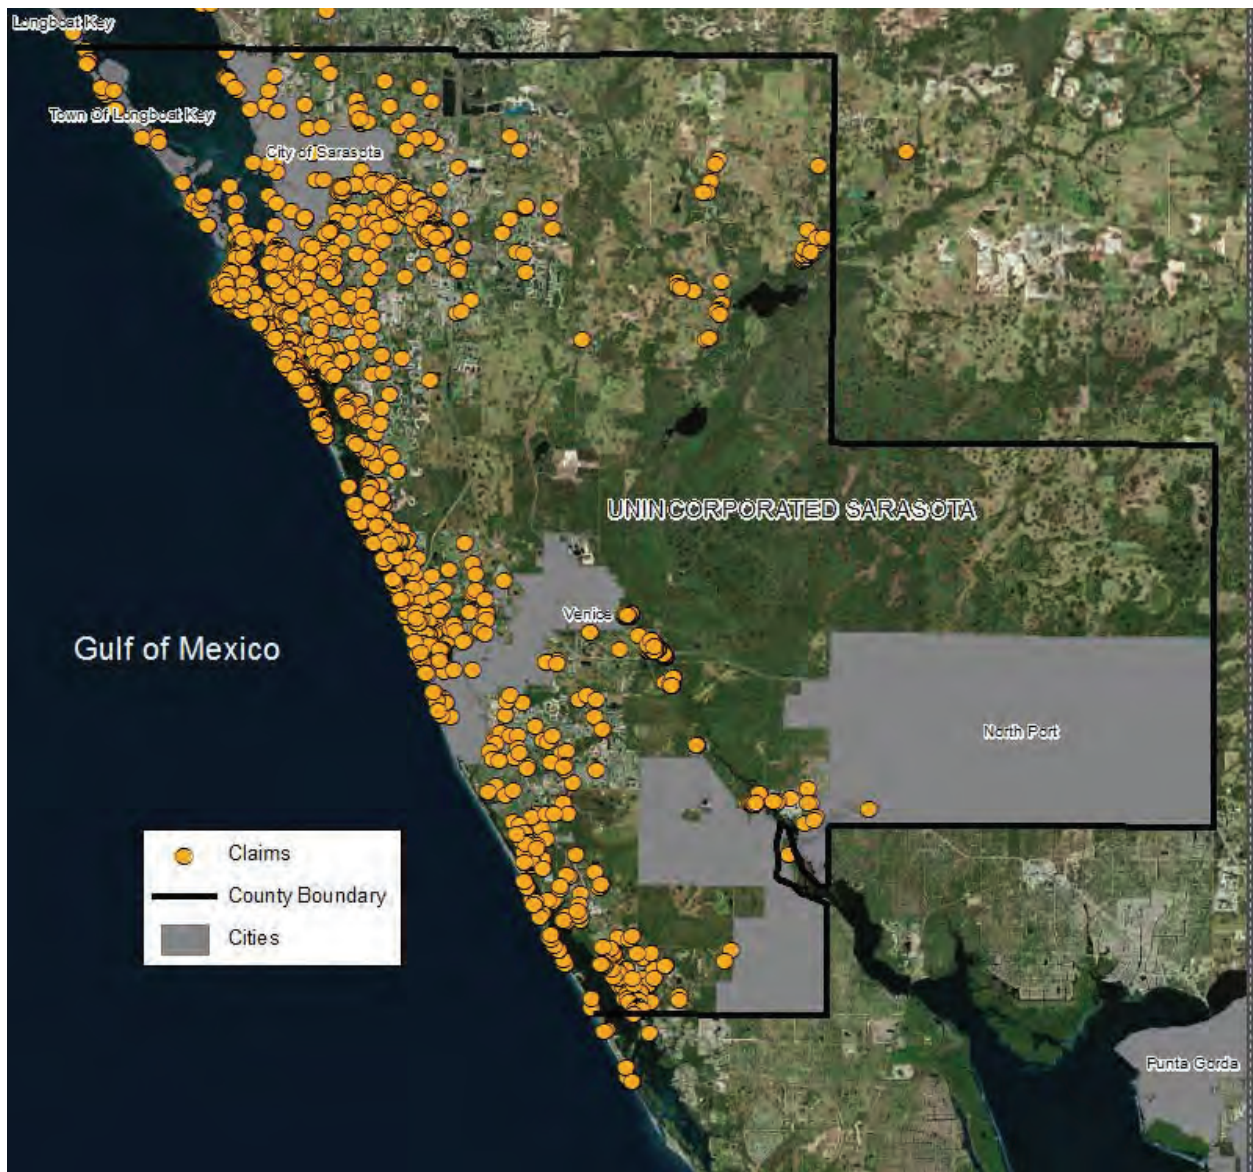 Longboat Key
Town Of Longboat Key
City of Sarasota
UNINCORPORATED SARASOTA
Venice
Gulf of Mexico
North Port
Claims
County Boundary
Cities
Punta Gorda